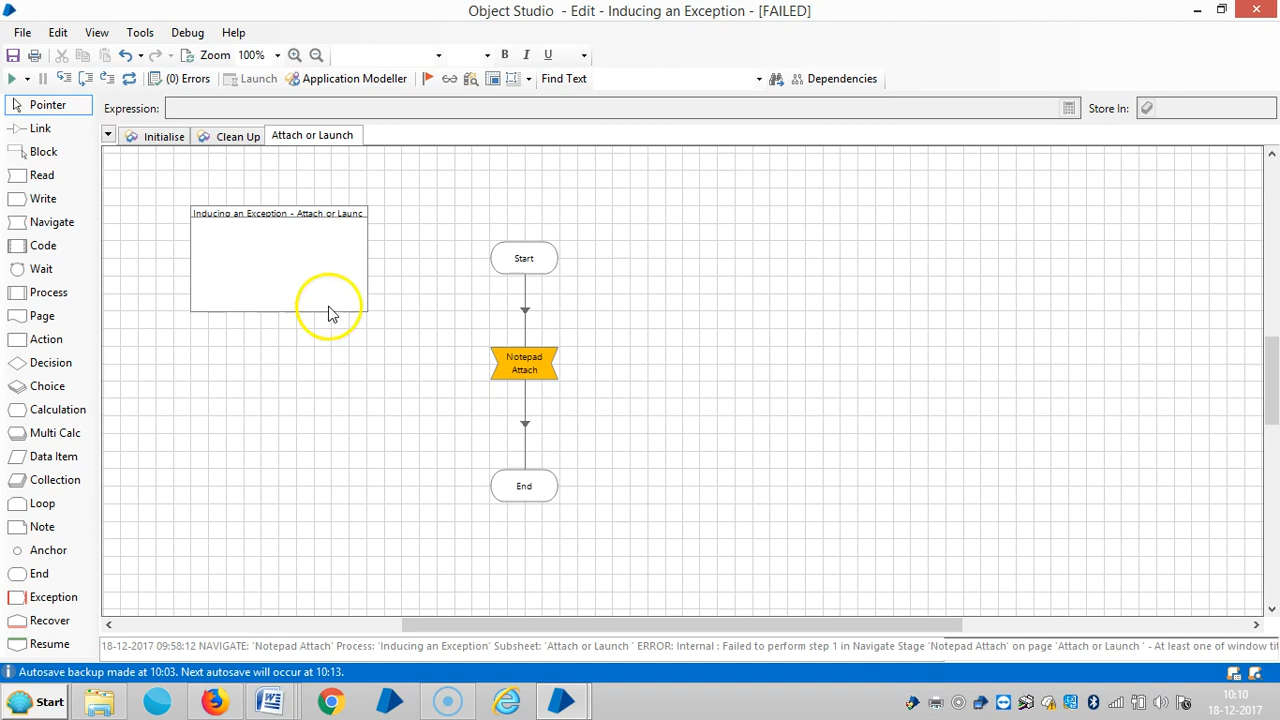 Object Studio - Edit - Inducing an Exception - [FAILED]
File Edit View Tools Debug Help
Zoom 100% B I U
(0) Errors Launch Application Modeller Find Text Dependencies
Pointer
Expression: Store In:
Link
Initialise Clean Up Attach or Launch
Block
Read
Write
Navigate
Code
Wait
Process
Page
Action
Decision
Choice
Calculation
Multi Calc
Data Item
Collection
Loop
Note
Anchor
End
Exception
Recover
Resume
Inducing an Exception - Attach or Launc
Start
Notepad
Attach
End
18-12-2017 09:58:12 NAVIGATE: 'Notepad Attach' Process: 'Inducing an Exception' Subsheet: 'Attach or Launch ' ERROR: Internal : Failed to perform step 1 in Navigate Stage 'Notepad Attach' on page 'Attach or Launch ' - At least one of window tit
Autosave backup made at 10:03. Next autosave will occur at 10:13.
Start
10:10
18-12-2017